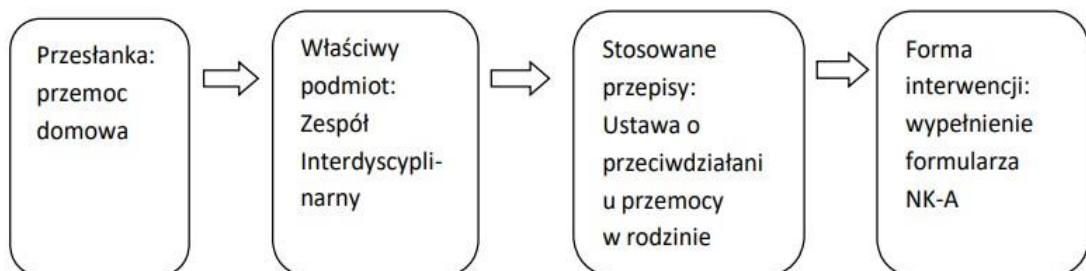 Przesłanka:
przemoc
domowa
Właściwy
podmiot:
Zespół
Interdyscypli-
narny
Stosowane
przepisy:
Ustawa o
przeciwdziałani
u przemocy
w rodzinie
Forma
interwencji:
wypełnienie
formularza
NK-A